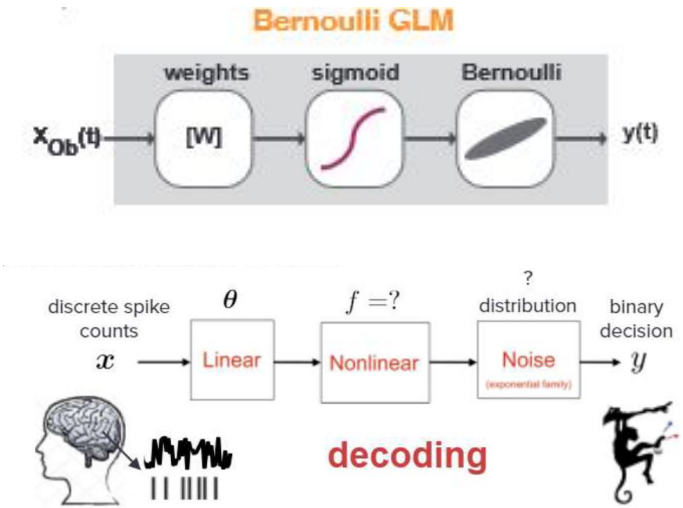 Bernoulli GLM
weights sigmoid Bernoulli
X_Ob(t) [W] y(t)
?
discrete spike θ f =? distribution binary
counts decision
x Linear Nonlinear Noise y
(exponential family)
decoding